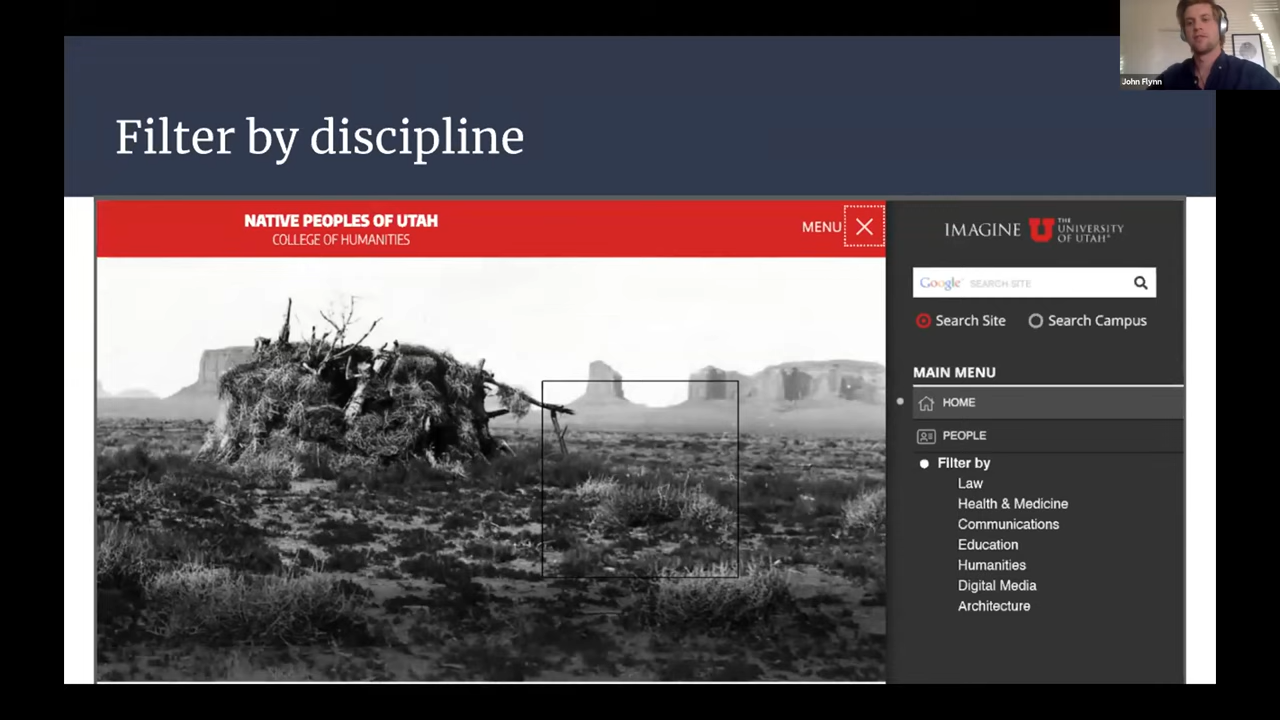 John Flynn
Filter by discipline
NATIVE PEOPLES OF UTAH
COLLEGE OF HUMANITIES
MENU
IMAGINE U THE UNIVERSITY OF UTAH®
Google SEARCH SITE
Search Site Search Campus
MAIN MENU
HOME
PEOPLE
Filter by
Law
Health & Medicine
Communications
Education
Humanities
Digital Media
Architecture